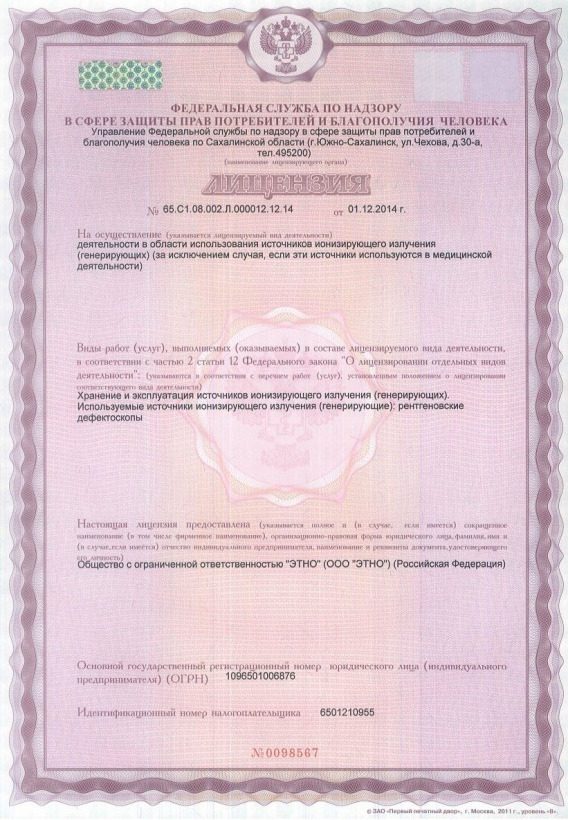 ФЕДЕРАЛЬНАЯ СЛУЖБА ПО НАДЗОРУ
В СФЕРЕ ЗАЩИТЫ ПРАВ ПОТРЕБИТЕЛЕЙ И БЛАГОПОЛУЧИЯ ЧЕЛОВЕКА
Управление Федеральной службы по надзору в сфере защиты прав потребителей и
благополучия человека по Сахалинской области (г.Южно-Сахалинск, ул.Чехова, д.30-а,
тел.495200)
(наименование лицензирующего органа)
ЛИЦЕНЗИЯ
№ 65.С1.08.002.Л.000012.12.14 от 01.12.2014 г.
На осуществление (указывается лицензируемый вид деятельности)
деятельности в области использования источников ионизирующего излучения
(генерирующих) (за исключением случая, если эти источники используются в медицинской
деятельности)
Виды работ (услуг), выполняемых (оказываемых) в составе лицензируемого вида деятельности,
в соответствии с частью 2 статьи 12 Федерального закона "О лицензировании отдельных видов
деятельности": (указываются в соответствии с перечнем работ (услуг), установленным положением о лицензировании
соответствующего вида деятельности)
Хранение и эксплуатация источников ионизирующего излучения (генерирующих).
Используемые источники ионизирующего излучения (генерирующие): рентгеновские
дефектоскопы
Настоящая лицензия предоставлена (указывается полное и (в случае, если имеется) сокращенное
наименование (в том числе фирменное наименование), организационно-правовая форма юридического лица, фамилия, имя и
(в случае, если имеется) отчество индивидуального предпринимателя, наименование и реквизиты документа, удостоверяющего
его личность)
Общество с ограниченной ответственностью "ЭТНО" (ООО "ЭТНО") (Российская Федерация)
Основной государственный регистрационный номер юридического лица (индивидуального
предпринимателя) (ОГРН) 1096501006876
Идентификационный номер налогоплательщика 6501210955
№0098567
© ЗАО «Первый печатный двор», г. Москва, 2011 г., уровень «В».